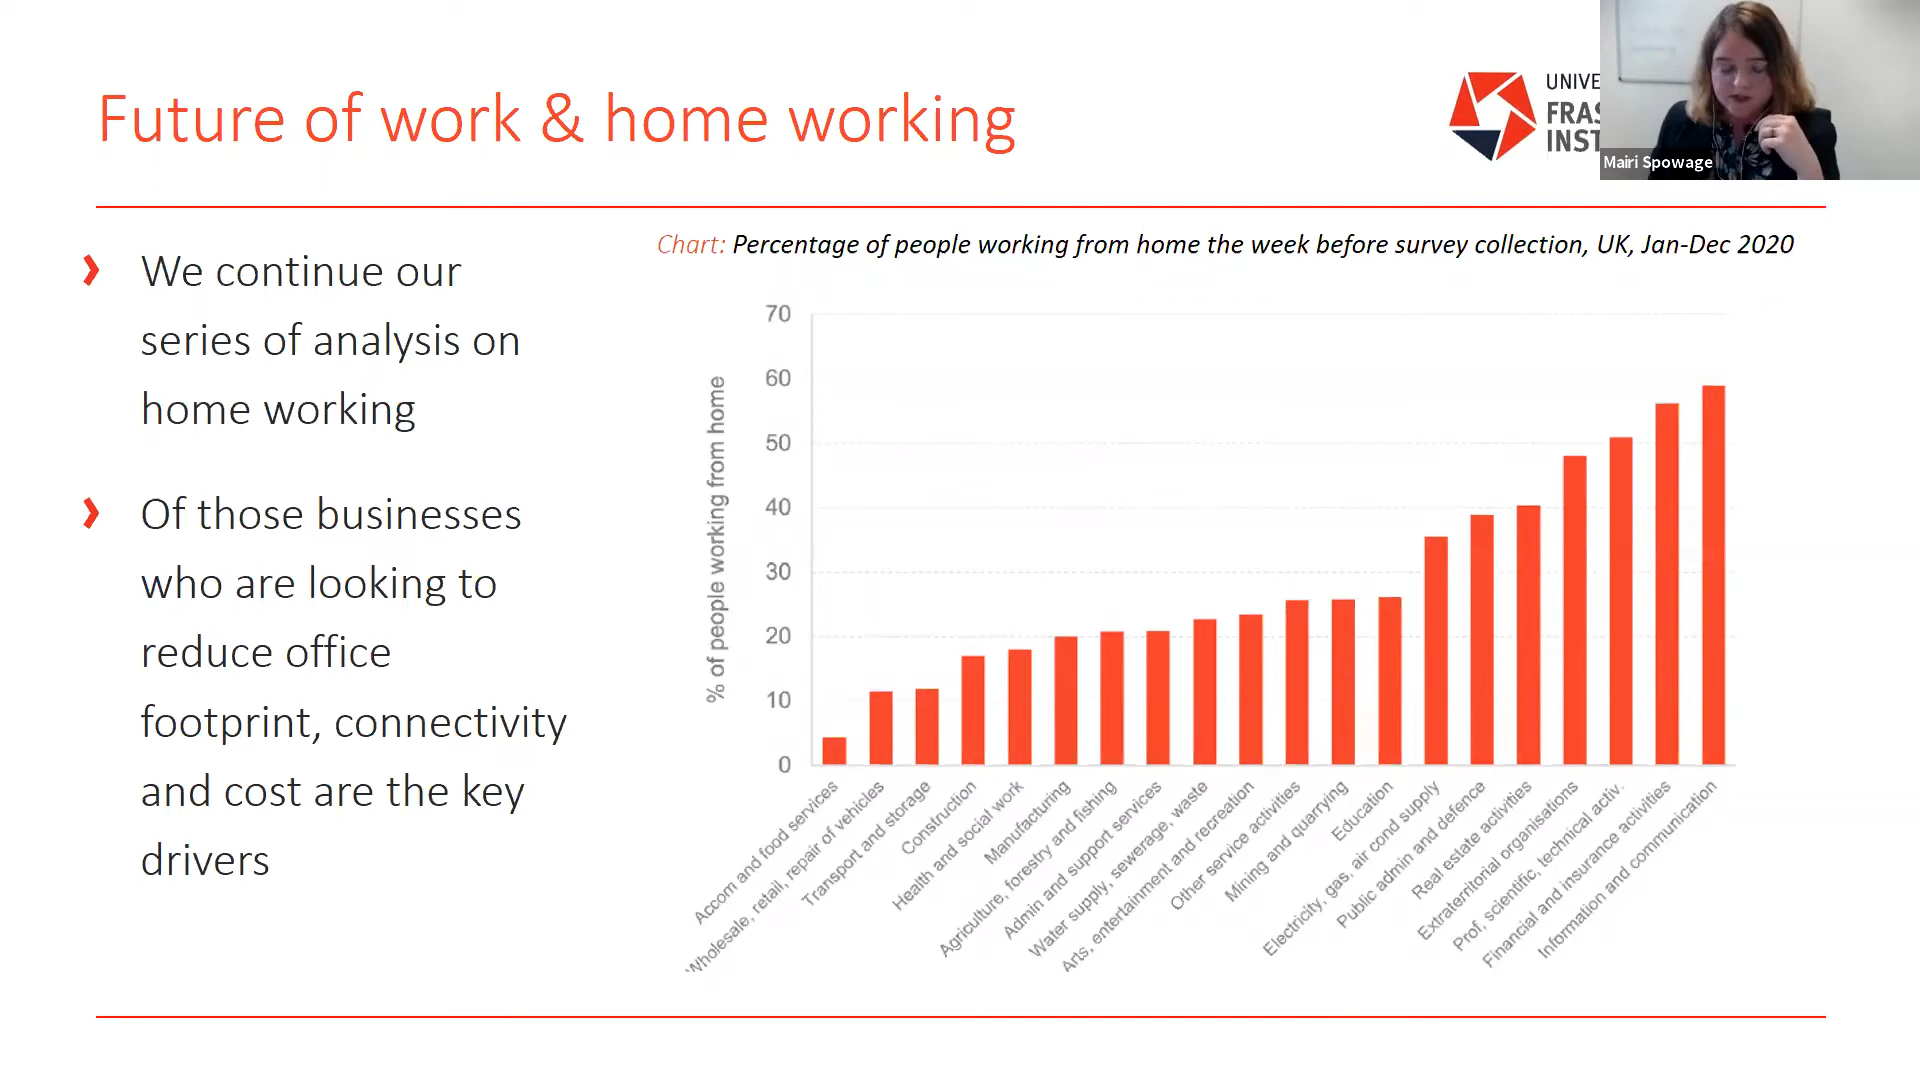 Future of work & home working
UNIVE
FRAS
INST
Mairi Spowage
We continue our
series of analysis on
home working
Of those businesses
who are looking to
reduce office
footprint, connectivity
and cost are the key
drivers
Chart: Percentage of people working from home the week before survey collection, UK, Jan-Dec 2020
% of people working from home
70
60
50
40
30
20
10
0
Accom and food services
Wholesale, retail, repair of vehicles
Transport and storage
Construction
Health and social work
Manufacturing
Agriculture, forestry and fishing
Admin and support services
Water supply, sewerage, waste
Arts, entertainment and recreation
Other service activities
Mining and quarrying
Education
Electricity, gas, air cond supply
Public admin and defence
Real estate activities
Extraterritorial organisations
Prof, scientific, technical activ.
Financial and insurance activities
Information and communication